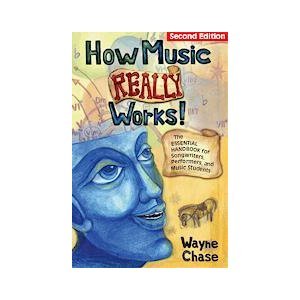 Second Edition
How Music
REALLY
Works!
The
ESSENTIAL
HANDBOOK for
Songwriters,
Performers, and
Music Students
Wayne
Chase